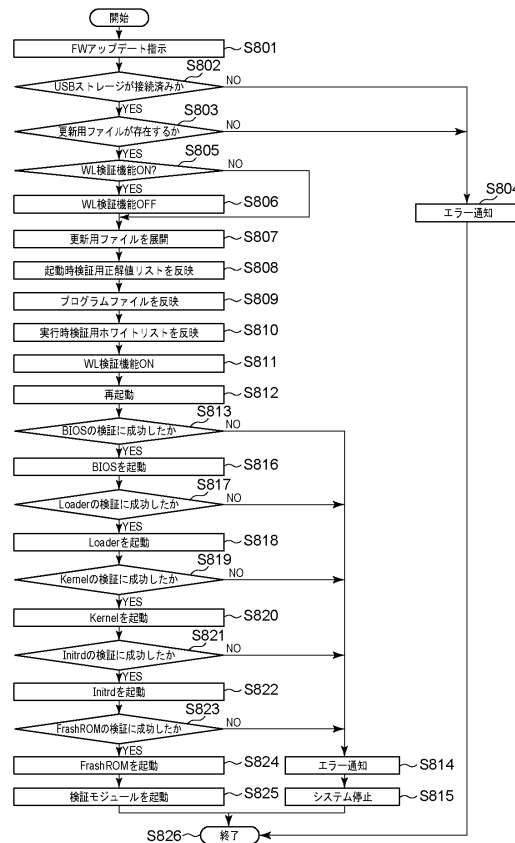 開始
FWアップデート指示
S801
USBストレージが接続済みか
S802
NO
YES
更新用ファイルが存在するか
S803
NO
YES
S804
エラー通知
WL検証機能ON?
S805
NO
YES
WL検証機能OFF
S806
更新用ファイルを展開
S807
起動時検証用正解値リストを反映
S808
プログラムファイルを反映
S809
実行時検証用ホワイトリストを反映
S810
WL検証機能ON
S811
再起動
S812
BIOSの検証に成功したか
S813
NO
YES
BIOSを起動
S816
Loaderの検証に成功したか
S817
NO
YES
Loaderを起動
S818
Kernelの検証に成功したか
S819
NO
YES
Kernelを起動
S820
Initrdの検証に成功したか
S821
NO
YES
Initrdを起動
S822
FrashROMの検証に成功したか
S823
NO
YES
FrashROMを起動
S824
エラー通知
S814
検証モジュールを起動
S825
システム停止
S815
S826
終了